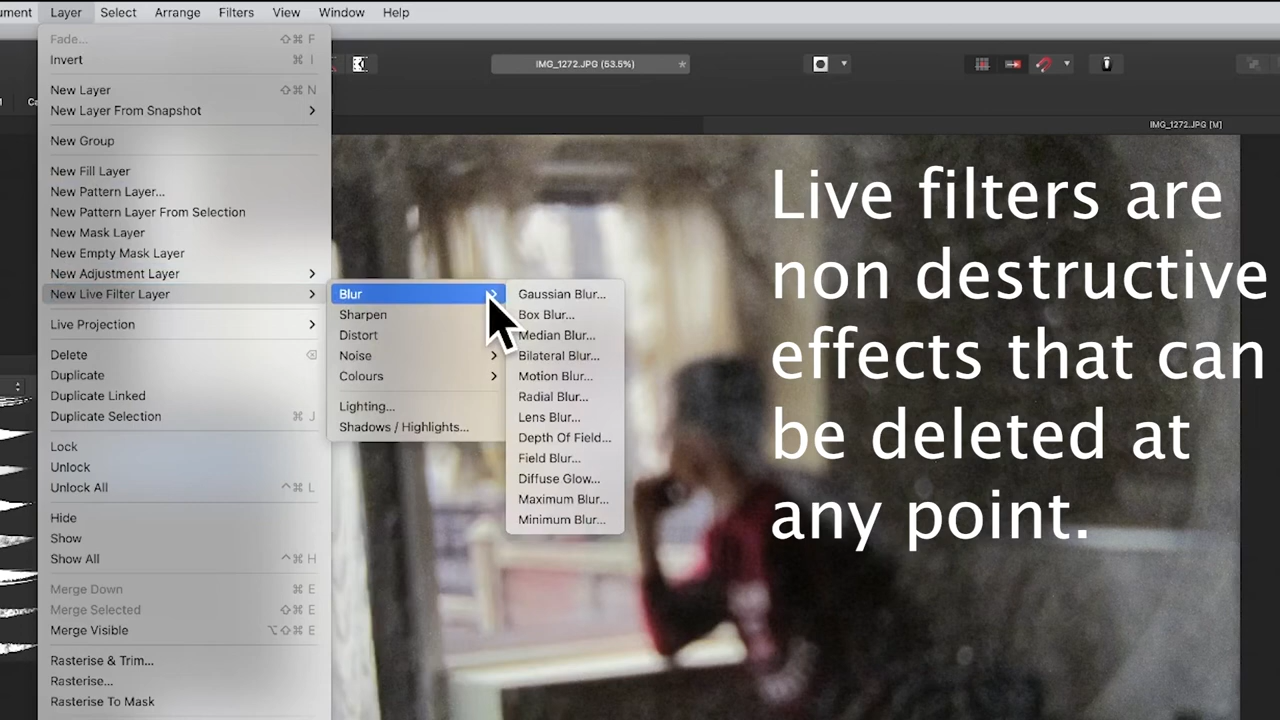 Layer Select Arrange Filters View Window Help
Fade... ⇧⌘ F
Invert ⌘ I
IMG_1272.JPG (53.5%) *
New Layer ⇧⌘ N
New Layer From Snapshot
IMG_1272.JPG [M]
New Group
New Fill Layer
New Pattern Layer...
New Pattern Layer From Selection
New Mask Layer
New Empty Mask Layer
New Adjustment Layer
New Live Filter Layer
Live Projection
Delete
Duplicate
Duplicate Linked
Duplicate Selection ⌘ J
Lock
Unlock
Unlock All ^⌘ L
Hide
Show
Show All ^⌘ H
Merge Down ⌘ E
Merge Selected ⇧⌘ E
Merge Visible ⌥⇧⌘ E
Rasterise & Trim...
Rasterise...
Rasterise To Mask
Blur
Sharpen
Distort
Noise
Colours
Lighting...
Shadows / Highlights...
Gaussian Blur...
Box Blur...
Median Blur...
Bilateral Blur...
Motion Blur...
Radial Blur...
Lens Blur...
Depth Of Field...
Field Blur...
Diffuse Glow...
Maximum Blur...
Minimum Blur...
Live filters are
non destructive
effects that can
be deleted at
any point.